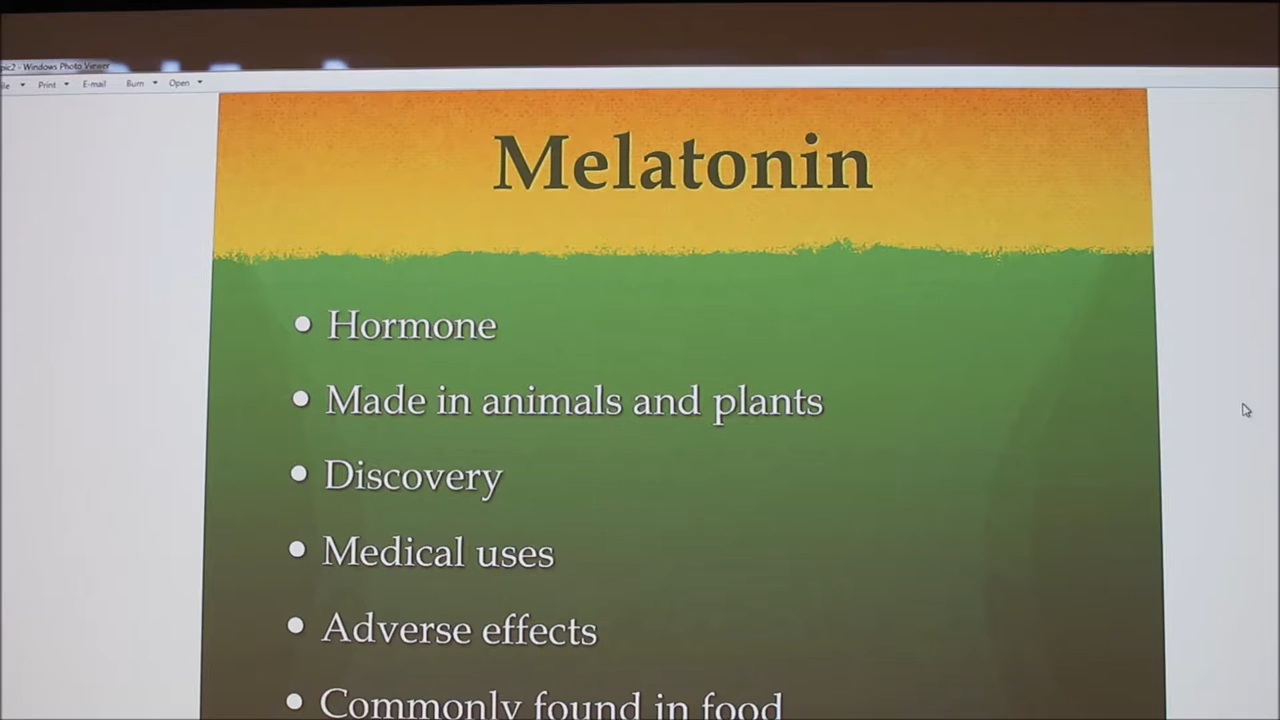 pic2 - Windows Photo Viewer
Print E-mail Burn Open
Melatonin
• Hormone
• Made in animals and plants
• Discovery
• Medical uses
• Adverse effects
• Commonly found in food